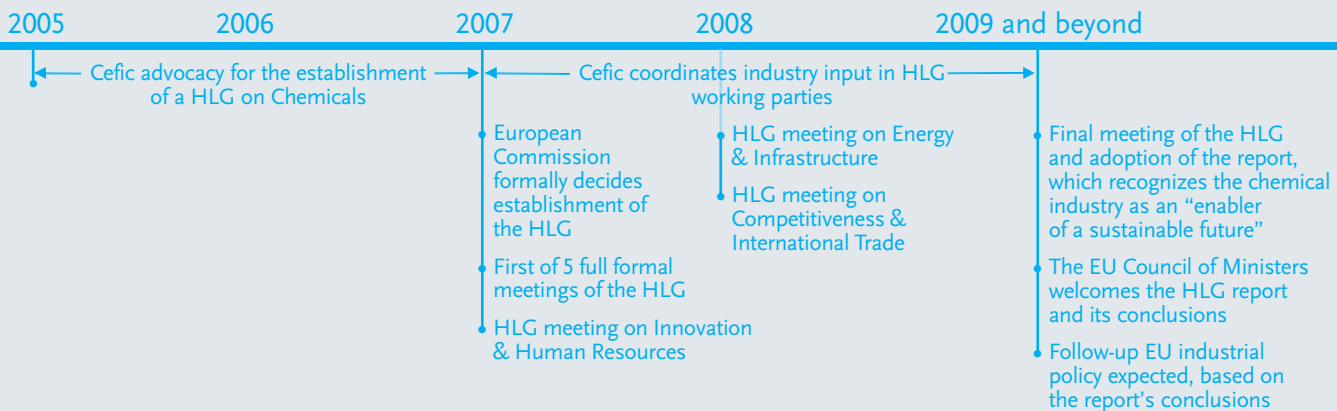 2005
2006
2007
2008
2009 and beyond
Cefic advocacy for the establishment
of a HLG on Chemicals
Cefic coordinates industry input in HLG
working parties
European
Commission
formally decides
establishment of
the HLG
First of 5 full formal
meetings of the HLG
HLG meeting on Innovation
& Human Resources
HLG meeting on Energy
& Infrastructure
HLG meeting on
Competitiveness &
International Trade
Final meeting of the HLG
and adoption of the report,
which recognizes the chemical
industry as an “enabler
of a sustainable future”
The EU Council of Ministers
welcomes the HLG report
and its conclusions
Follow-up EU industrial
policy expected, based on
the report’s conclusions